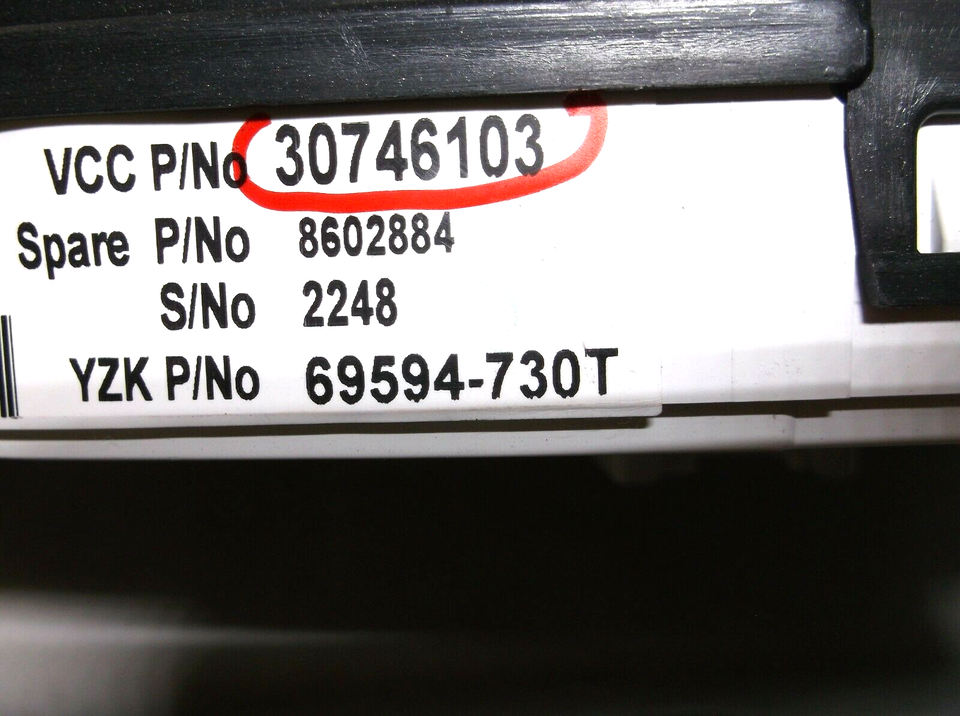 VCC P/No 30746103
Spare P/No 8602884
S/No 2248
YZK P/No 69594-730T